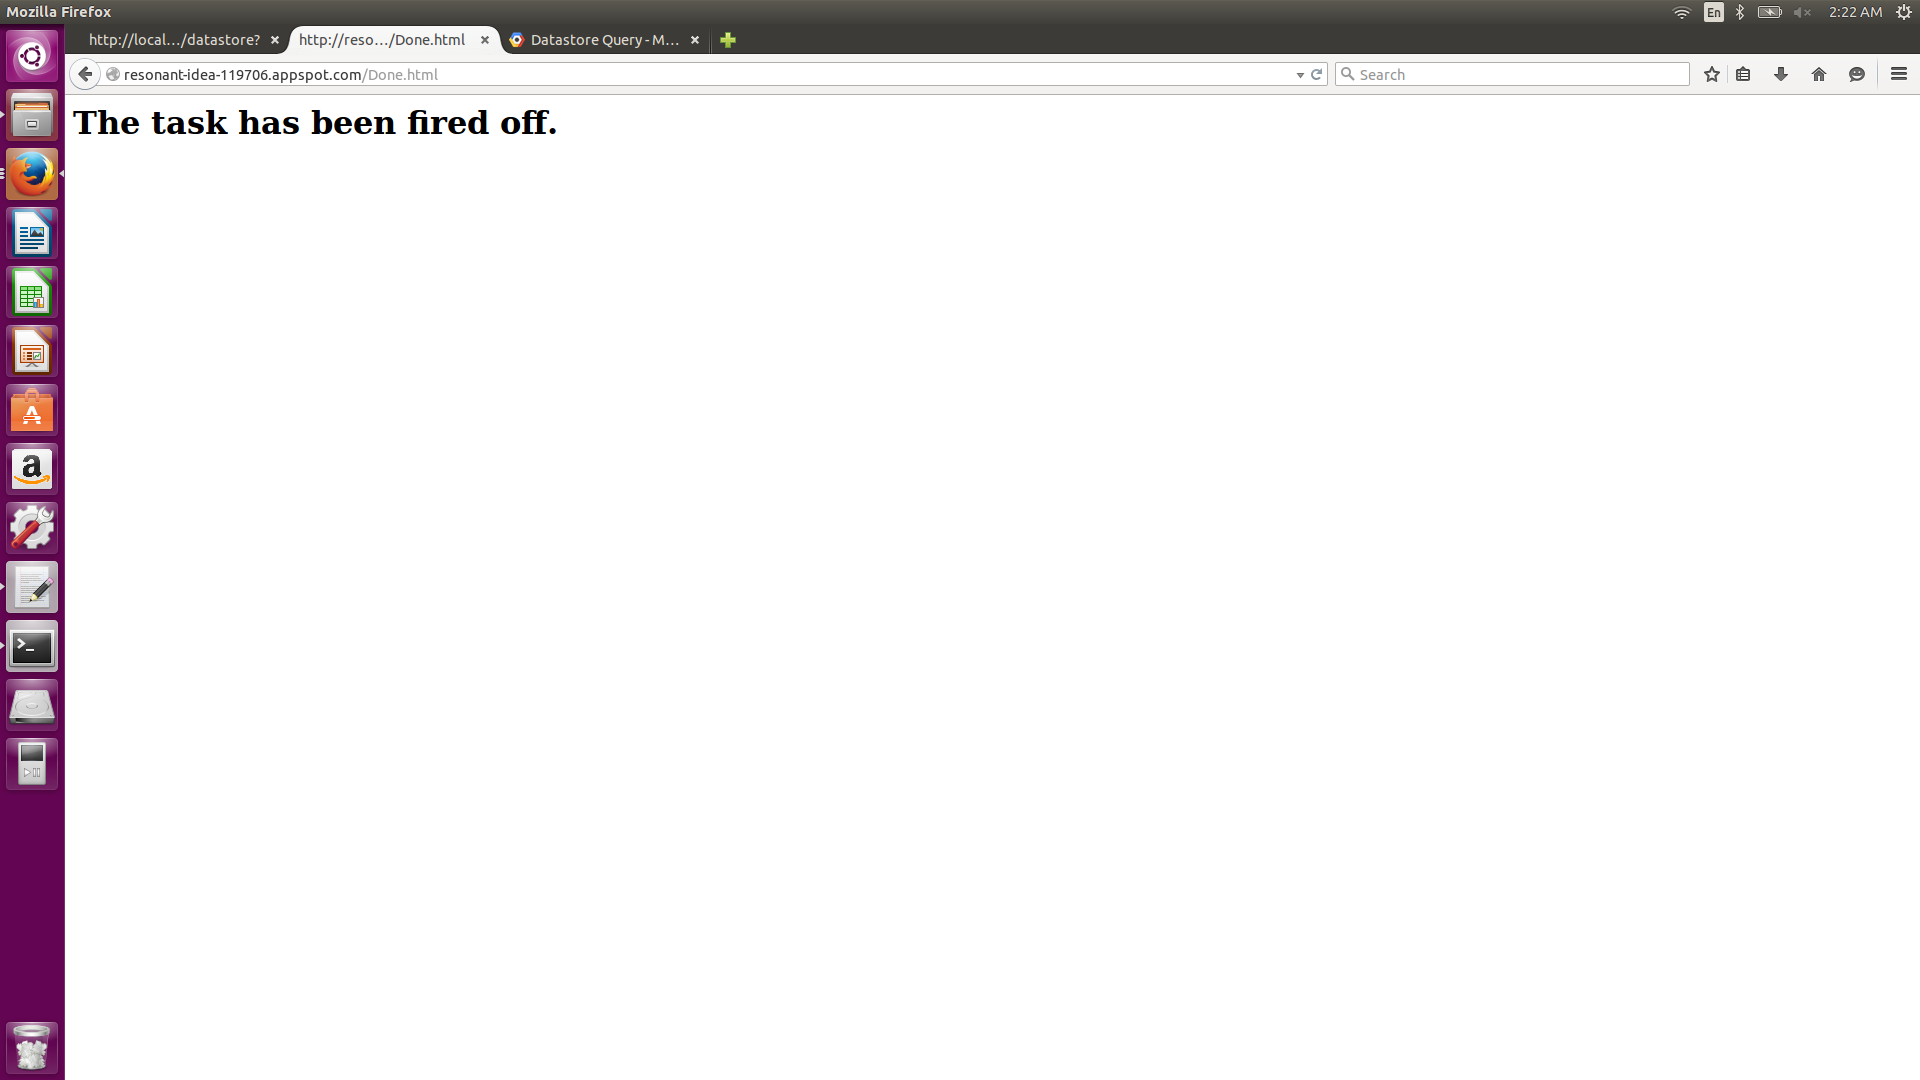 Mozilla Firefox
En
2:22 AM
http://local.../datastore?
http://reso.../Done.html
Datastore Query - M...
resonant-idea-119706.appspot.com/Done.html
Search
The task has been fired off.